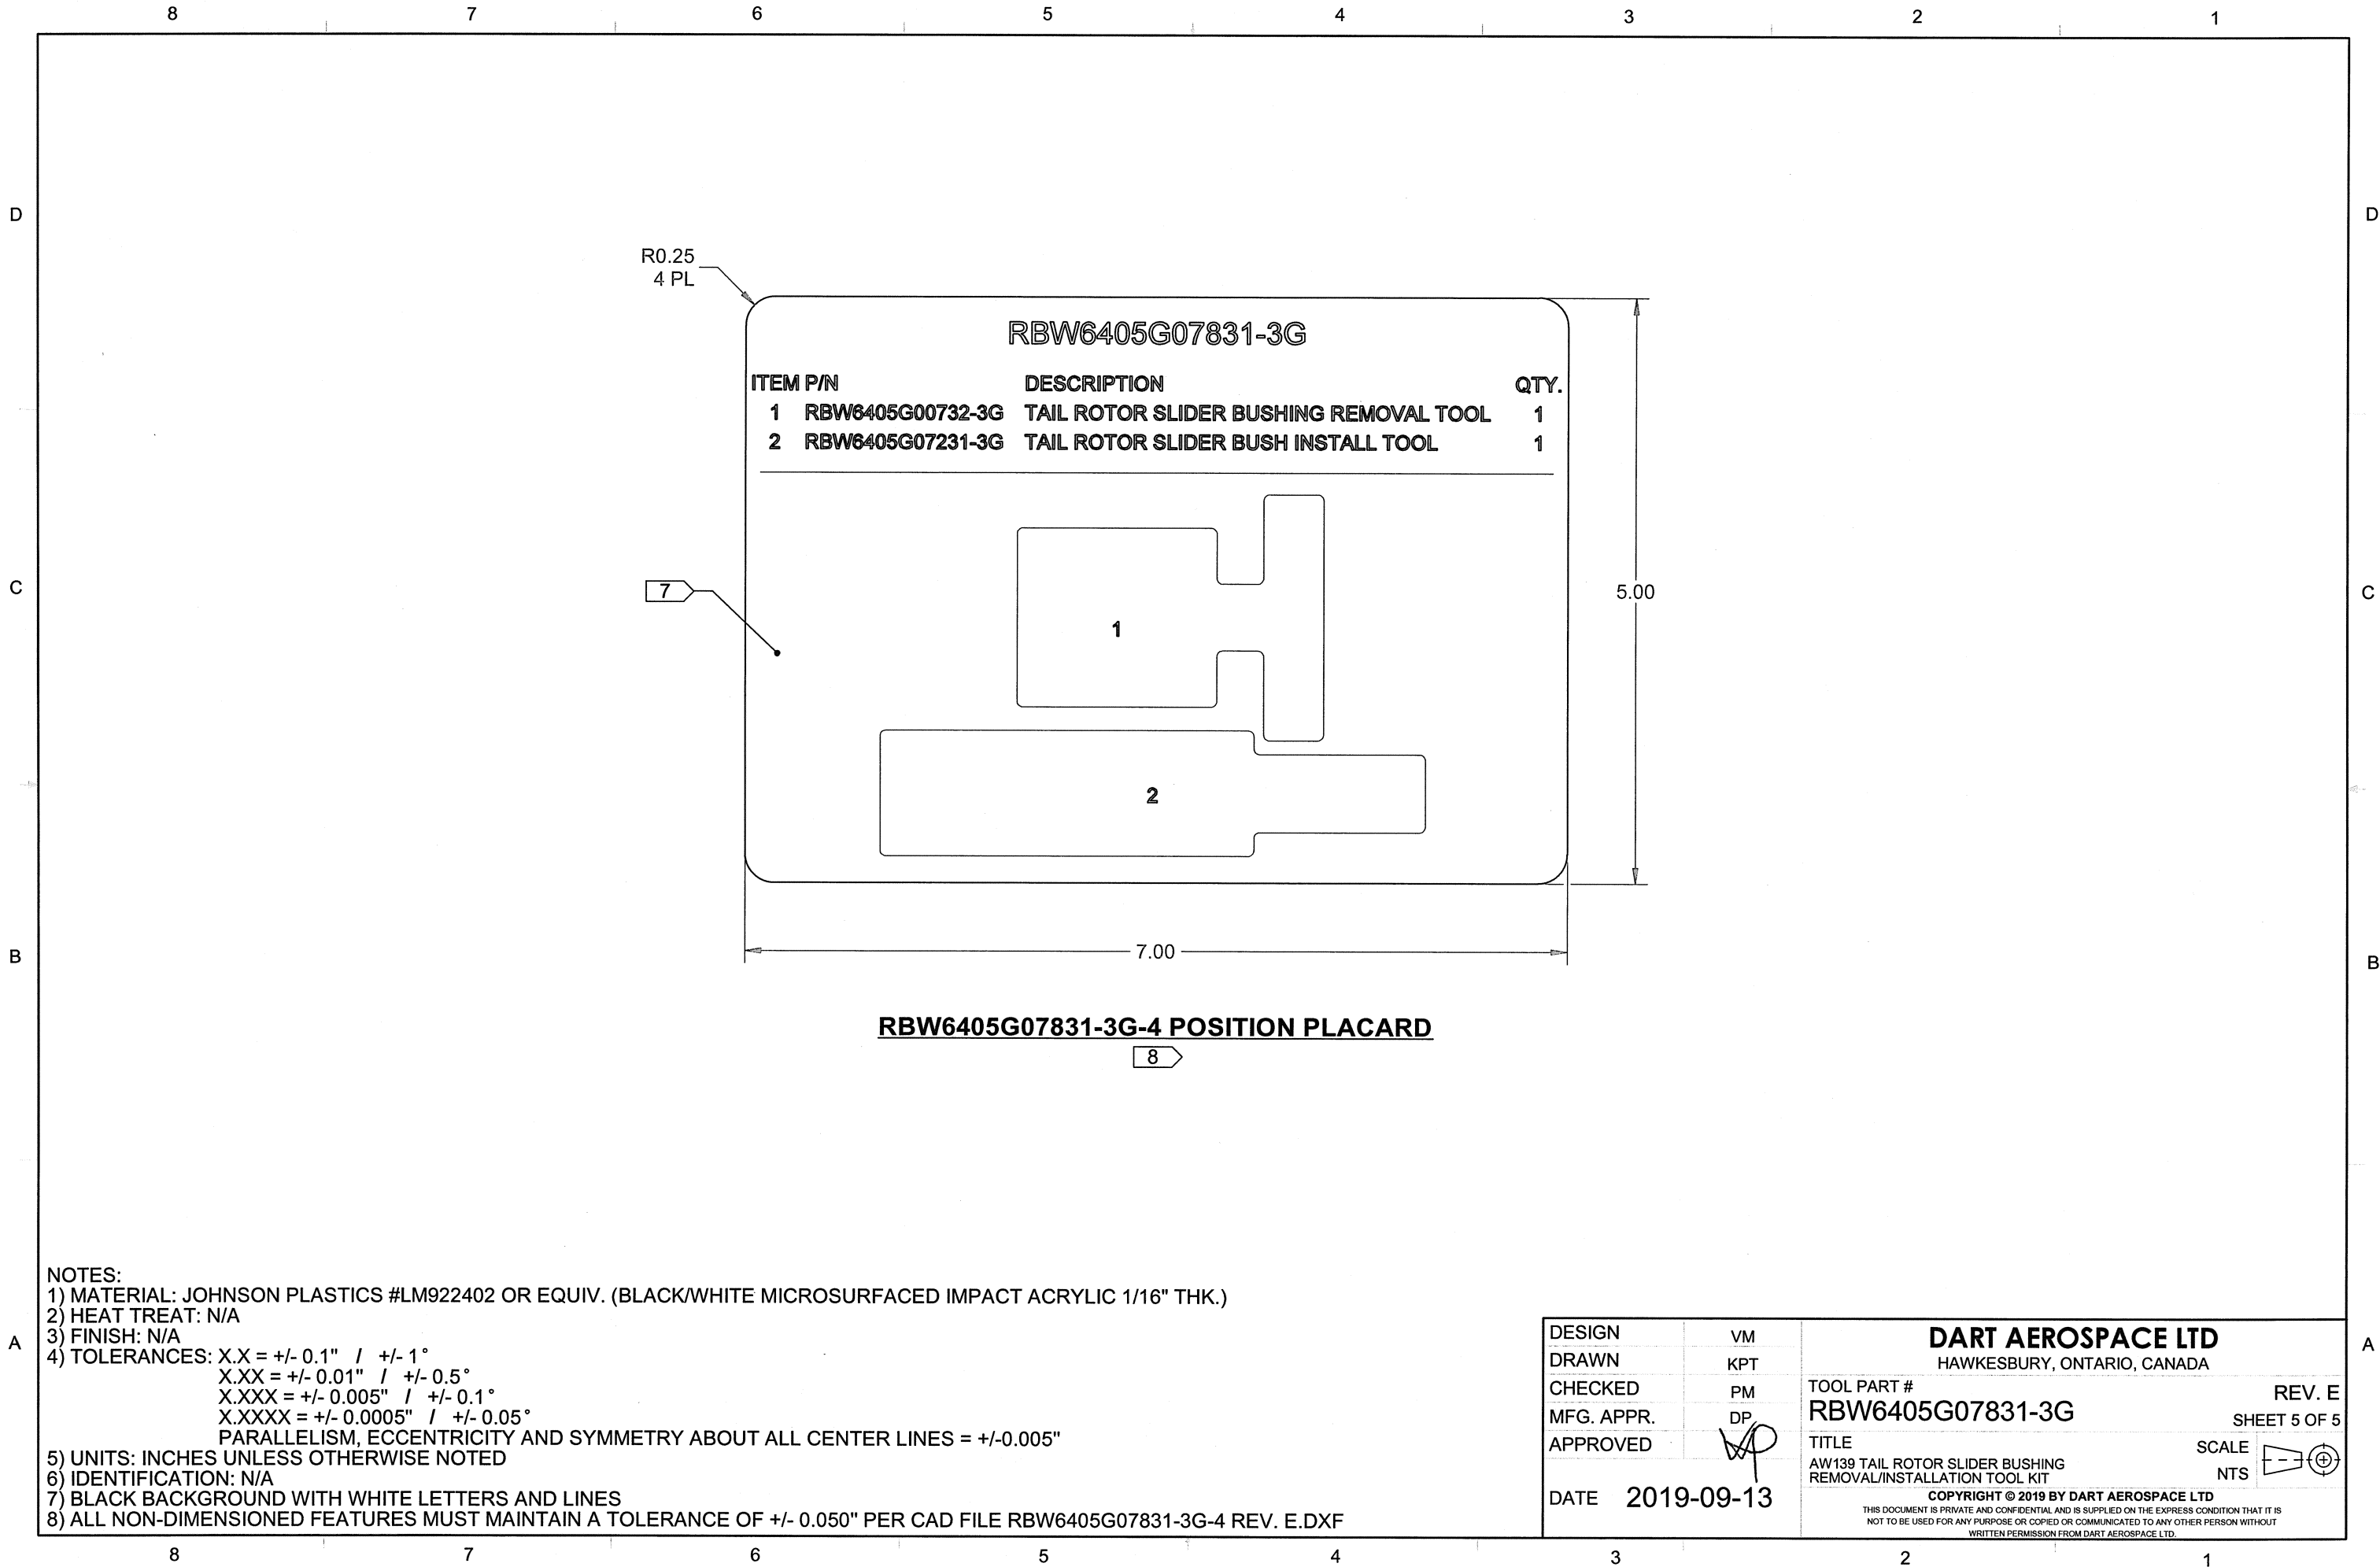 8 7 6 5 4 3 2 1
D D
R0.25
4 PL
RBW6405G07831-3G
ITEM P/N DESCRIPTION QTY.
1 RBW6405G00732-3G TAIL ROTOR SLIDER BUSHING REMOVAL TOOL 1
2 RBW6405G07231-3G TAIL ROTOR SLIDER BUSH INSTALL TOOL 1
C 7 5.00 C
1
2
B 7.00 B
RBW6405G07831-3G-4 POSITION PLACARD
8
NOTES:
1) MATERIAL: JOHNSON PLASTICS #LM922402 OR EQUIV. (BLACK/WHITE MICROSURFACED IMPACT ACRYLIC 1/16" THK.)
2) HEAT TREAT: N/A
3) FINISH: N/A
4) TOLERANCES: X.X = +/- 0.1" / +/- 1°
X.XX = +/- 0.01" / +/- 0.5°
X.XXX = +/- 0.005" / +/- 0.1°
X.XXXX = +/- 0.0005" / +/- 0.05°
PARALLELISM, ECCENTRICITY AND SYMMETRY ABOUT ALL CENTER LINES = +/-0.005"
5) UNITS: INCHES UNLESS OTHERWISE NOTED
6) IDENTIFICATION: N/A
7) BLACK BACKGROUND WITH WHITE LETTERS AND LINES
8) ALL NON-DIMENSIONED FEATURES MUST MAINTAIN A TOLERANCE OF +/- 0.050" PER CAD FILE RBW6405G07831-3G-4 REV. E.DXF
A A
DESIGN VM
DRAWN KPT
CHECKED PM
MFG. APPR. DP
APPROVED
DATE 2019-09-13
DART AEROSPACE LTD
HAWKESBURY, ONTARIO, CANADA
TOOL PART # REV. E
RBW6405G07831-3G SHEET 5 OF 5
TITLE SCALE
AW139 TAIL ROTOR SLIDER BUSHING
REMOVAL/INSTALLATION TOOL KIT NTS
COPYRIGHT © 2019 BY DART AEROSPACE LTD
THIS DOCUMENT IS PRIVATE AND CONFIDENTIAL AND IS SUPPLIED ON THE EXPRESS CONDITION THAT IT IS
NOT TO BE USED FOR ANY PURPOSE OR COPIED OR COMMUNICATED TO ANY OTHER PERSON WITHOUT
WRITTEN PERMISSION FROM DART AEROSPACE LTD.
8 7 6 5 4 3 2 1